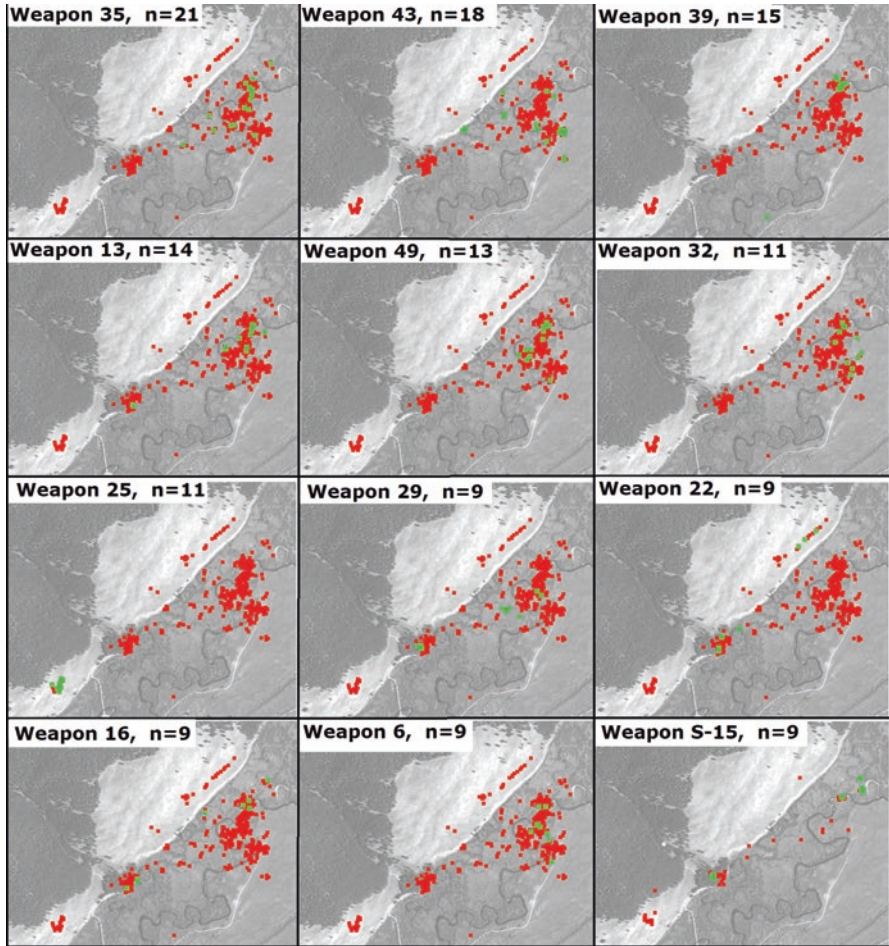 Weapon 35, n=21
Weapon 43, n=18
Weapon 39, n=15
Weapon 13, n=14
Weapon 49, n=13
Weapon 32, n=11
Weapon 25, n=11
Weapon 29, n=9
Weapon 22, n=9
Weapon 16, n=9
Weapon 6, n=9
Weapon S-15, n=9